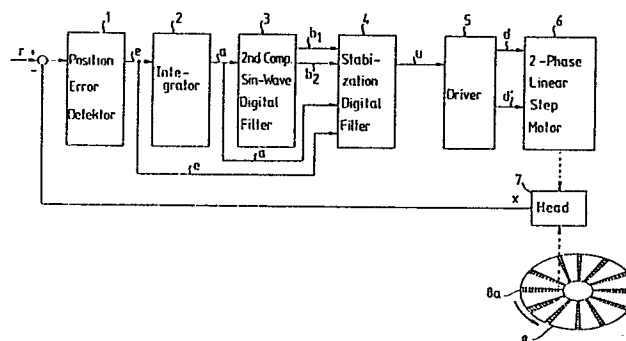 1
2
3
4
5
6
r
+
-
Position
Error
Detektor
e
Inte-
grator
a
2nd Comp.
Sin-Wave
Digital
Filter
b1
b2
Stabi-
zation
Digital
Filter
u
Driver
d
d'
2-Phase
Linear
Step
Motor
a
e
x
7
Head
8a
8